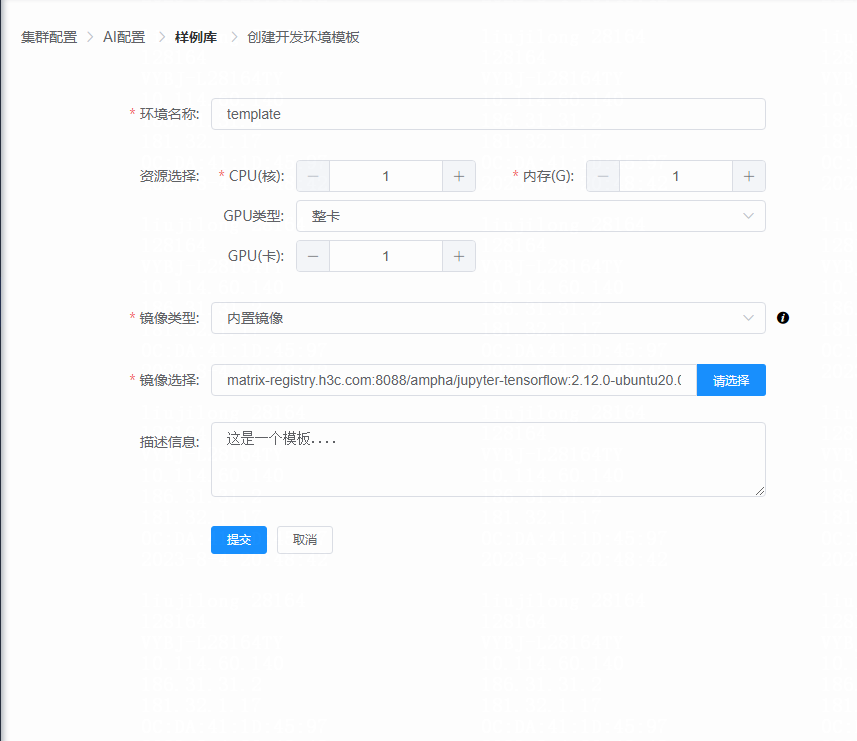 集群配置 > AI配置 > 样例库 > 创建开发环境模板
* 环境名称: template
资源选择: * CPU(核): − 1 + * 内存(G): − 1 +
GPU类型: 整卡
GPU(卡): − 1 +
* 镜像类型: 内置镜像
* 镜像选择: matrix-registry.h3c.com:8088/ampha/jupyter-tensorflow:2.12.0-ubuntu20.0 请选择
描述信息: 这是一个模板....
提交 取消